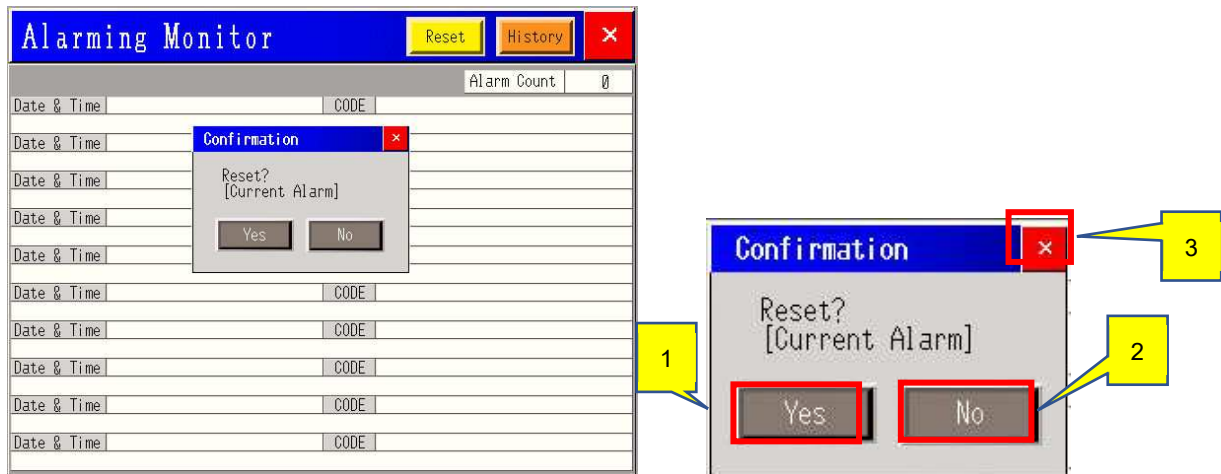 Alarming Monitor Reset History ×
Alarm Count 0
Date & Time CODE
Date & Time
Date & Time
Date & Time
Date & Time
Date & Time CODE
Date & Time CODE
Date & Time CODE
Date & Time CODE
Date & Time CODE
Confirmation ×
Reset?
[Current Alarm]
Yes No
Confirmation ×
Reset?
[Current Alarm]
Yes No
1
2
3